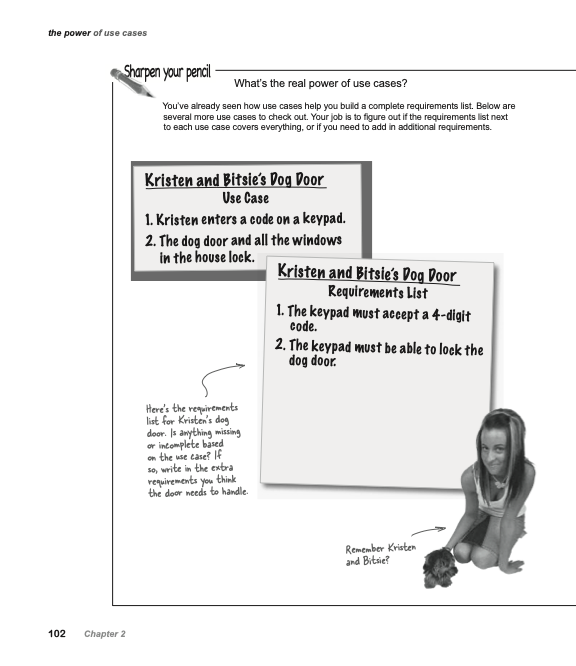 the power of use cases
Sharpen your pencil
What's the real power of use cases?
You've already seen how use cases help you build a complete requirements list. Below are
several more use cases to check out. Your job is to figure out if the requirements list next
to each use case covers everything, or if you need to add in additional requirements.
Kristen and Bitsie's Dog Door
Use Case
1. Kristen enters a code on a keypad.
2. The dog door and all the windows
in the house lock.
Kristen and Bitsie's Dog Door
Requirements List
1. The keypad must accept a 4-digit
code.
2. The keypad must be able to lock the
dog door.
Here's the requirements
list for Kristen's dog
door. Is anything missing
or incomplete based
on the use case? If
so, write in the extra
requirements you think
the door needs to handle.
Remember Kristen
and Bitsie?
102 Chapter 2